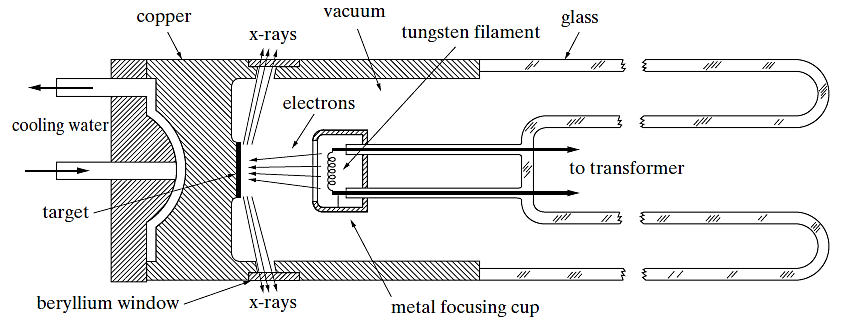 copper
vacuum
glass
x-rays
tungsten filament
electrons
cooling water
to transformer
target
beryllium window
x-rays
metal focusing cup